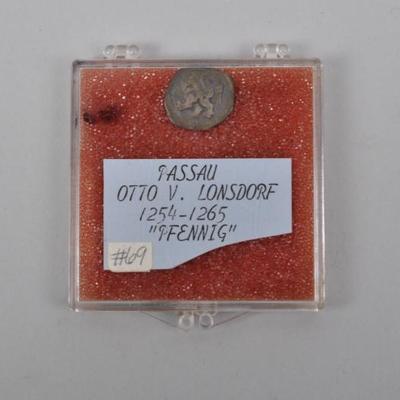 PASSAU
OTTO V. LONSDORF
1254-1265
"PFENNIG"
#69